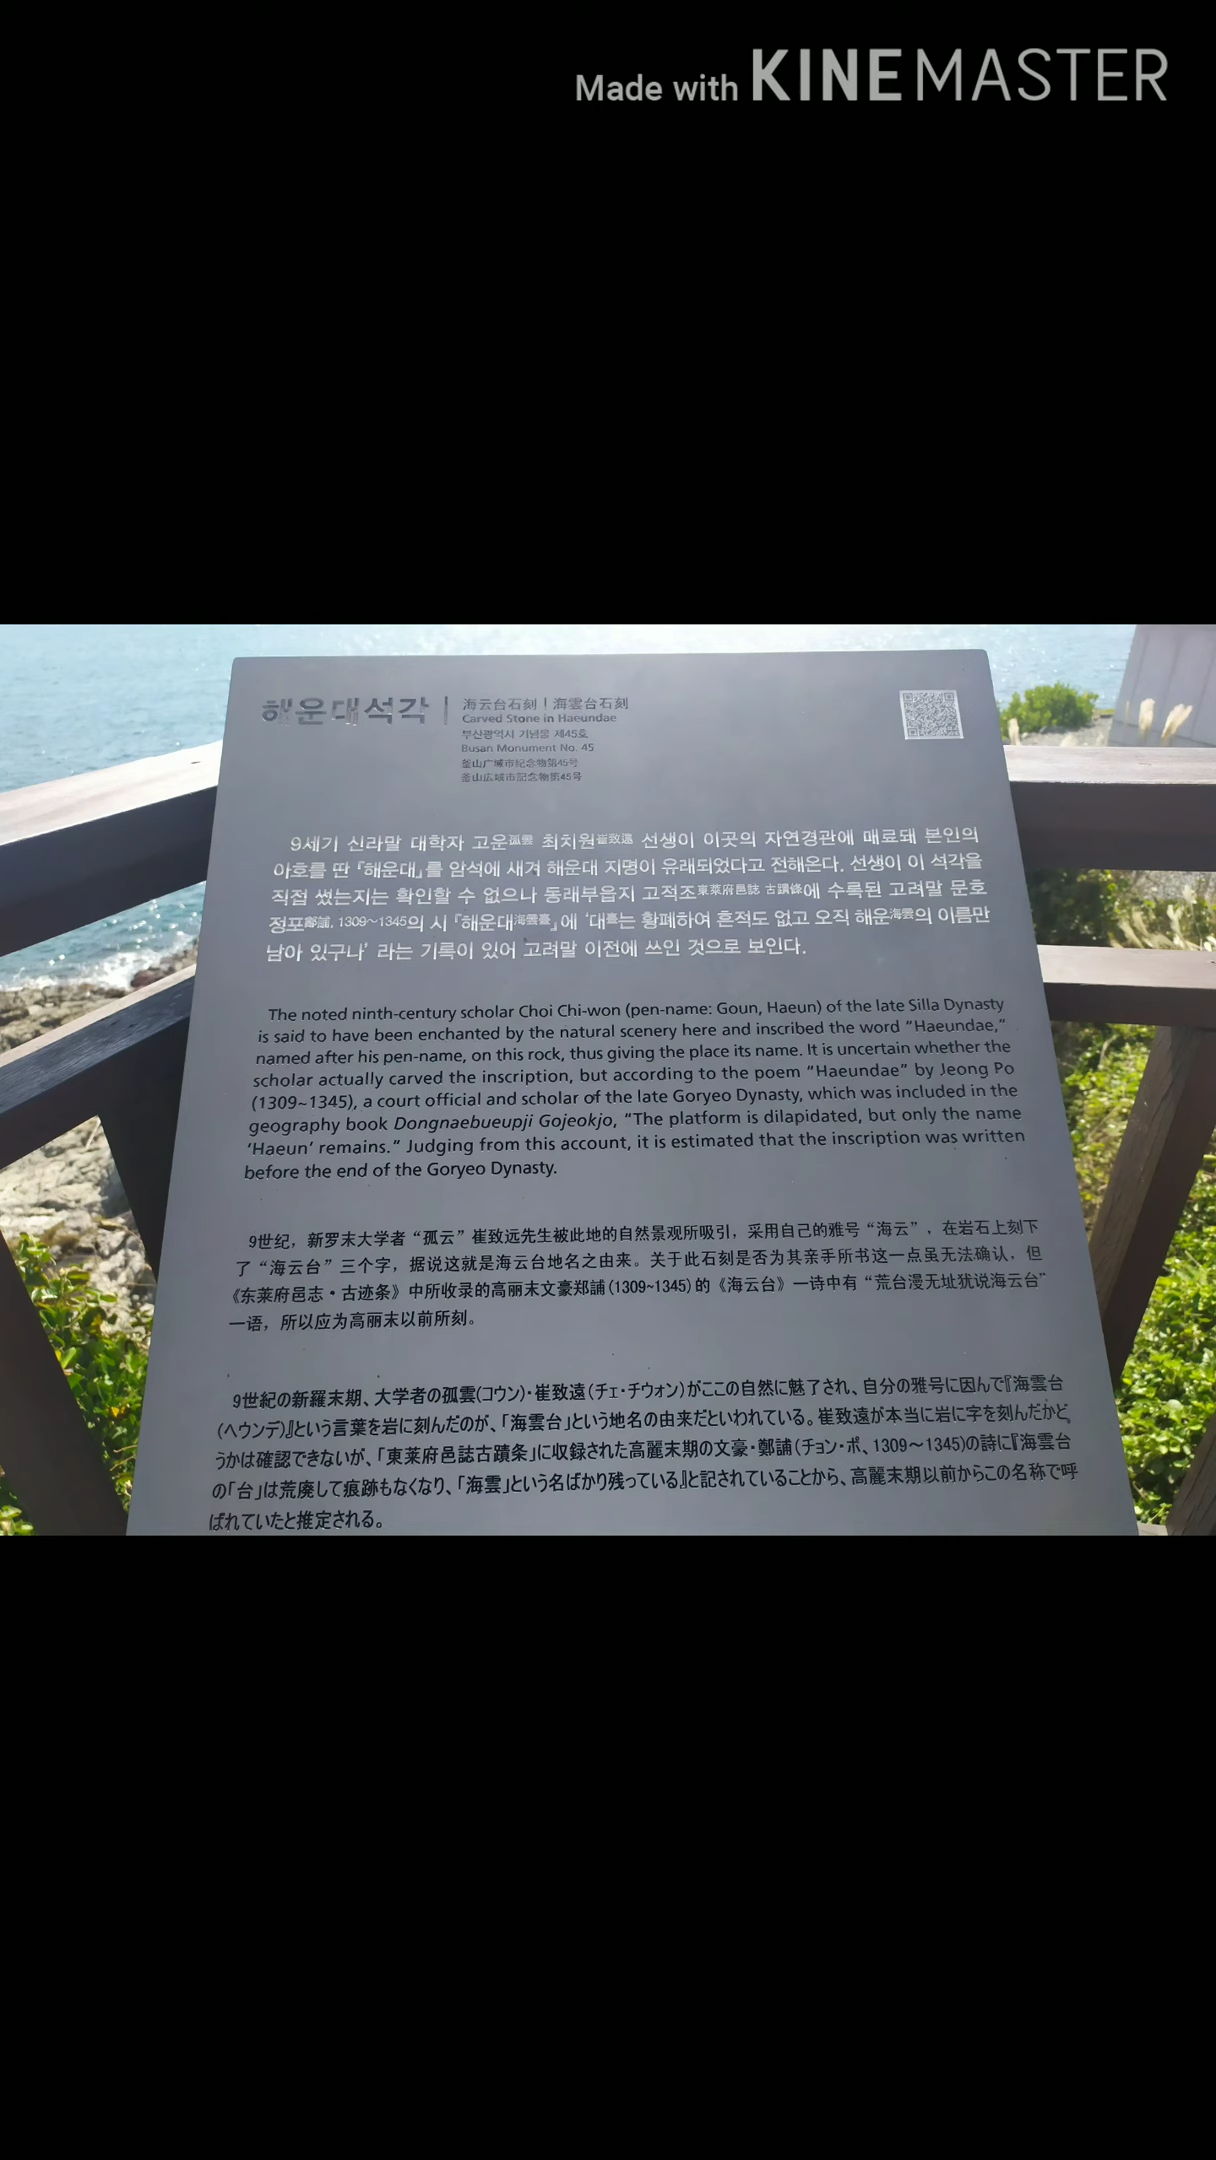 Made with KINEMASTER
해운대석각 | 海云台石刻 | 海雲台石刻
Carved Stone in Haeundae
부산광역시 기념물 제45호
Busan Monument No. 45
釜山广域市纪念物第45号
釜山広域市記念物第45号
9세기 신라말 대학자 고운孤雲 최치원崔致遠 선생이 이곳의 자연경관에 매료돼 본인의
아호를 딴 『해운대』를 암석에 새겨 해운대 지명이 유래되었다고 전해온다. 선생이 이 석각을
직접 썼는지는 확인할 수 없으나 동래부읍지 고적조東萊府邑誌 古蹟條에 수록된 고려말 문호
정포鄭誧, 1309~1345의 시 『해운대海雲臺』에 '대臺는 황폐하여 흔적도 없고 오직 해운海雲의 이름만
남아 있구나' 라는 기록이 있어 고려말 이전에 쓰인 것으로 보인다.
The noted ninth-century scholar Choi Chi-won (pen-name: Goun, Haeun) of the late Silla Dynasty
is said to have been enchanted by the natural scenery here and inscribed the word “Haeundae,”
named after his pen-name, on this rock, thus giving the place its name. It is uncertain whether the
scholar actually carved the inscription, but according to the poem “Haeundae” by Jeong Po
(1309~1345), a court official and scholar of the late Goryeo Dynasty, which was included in the
geography book Dongnaebueupji Gojeokjo, “The platform is dilapidated, but only the name
‘Haeun’ remains.“ Judging from this account, it is estimated that the inscription was written
before the end of the Goryeo Dynasty.
9世纪，新罗末大学者“孤云”崔致远先生被此地的自然景观所吸引，采用自己的雅号“海云”，在岩石上刻下
了“海云台”三个字，据说这就是海云台地名之由来。关于此石刻是否为其亲手所书这一点虽无法确认，但
《东莱府邑志·古迹条》中所收录的高丽末文豪郑誧(1309~1345)的《海云台》一诗中有“荒台漫无址犹说海云台”
一语，所以应为高丽末以前所刻。
9世紀の新羅末期、大学者の孤雲(コウン)・崔致遠(チェ・チウォン)がここの自然に魅了され、自分の雅号に因んで『海雲台
(ヘウンデ)』という言葉を岩に刻んだのが、「海雲台」という地名の由来だといわれている。崔致遠が本当に岩に字を刻んだかど
うかは確認できないが、「東莱府邑誌古蹟条」に収録された高麗末期の文豪・鄭誧(チョン・ポ、1309～1345)の詩に『海雲台
の「台」は荒廃して痕跡もなくなり、「海雲」という名ばかり残っている』と記されていることから、高麗末期以前からこの名称で呼
ばれていたと推定される。